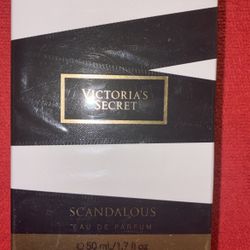 VICTORIA'S
SECRET
SCANDALOUS
EAU DE PARFUM
℮ 50 mL/1.7 fl oz